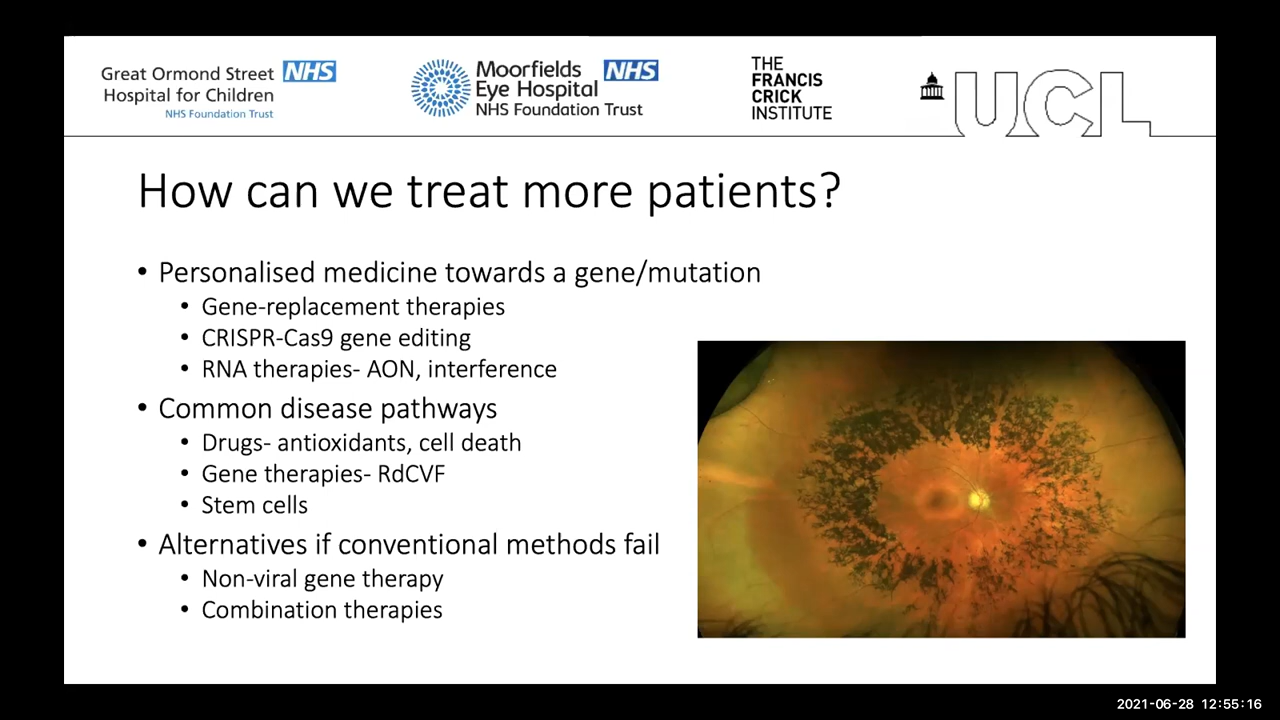 Great Ormond Street NHS
Hospital for Children
NHS Foundation Trust
Moorfields NHS
Eye Hospital
NHS Foundation Trust
THE
FRANCIS
CRICK
INSTITUTE
UCL
How can we treat more patients?
• Personalised medicine towards a gene/mutation
• Gene-replacement therapies
• CRISPR-Cas9 gene editing
• RNA therapies- AON, interference
• Common disease pathways
• Drugs- antioxidants, cell death
• Gene therapies- RdCVF
• Stem cells
• Alternatives if conventional methods fail
• Non-viral gene therapy
• Combination therapies
2021-06-28 12:55:16